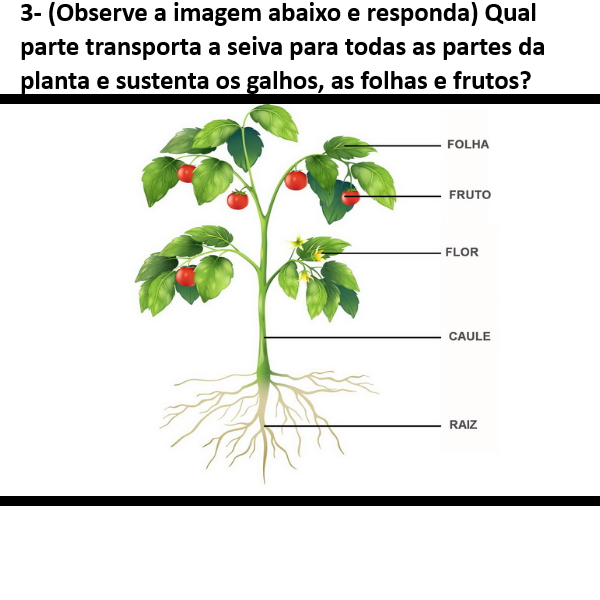 3- (Observe a imagem abaixo e responda) Qual
parte transporta a seiva para todas as partes da
planta e sustenta os galhos, as folhas e frutos?
FOLHA
FRUTO
FLOR
CAULE
RAIZ